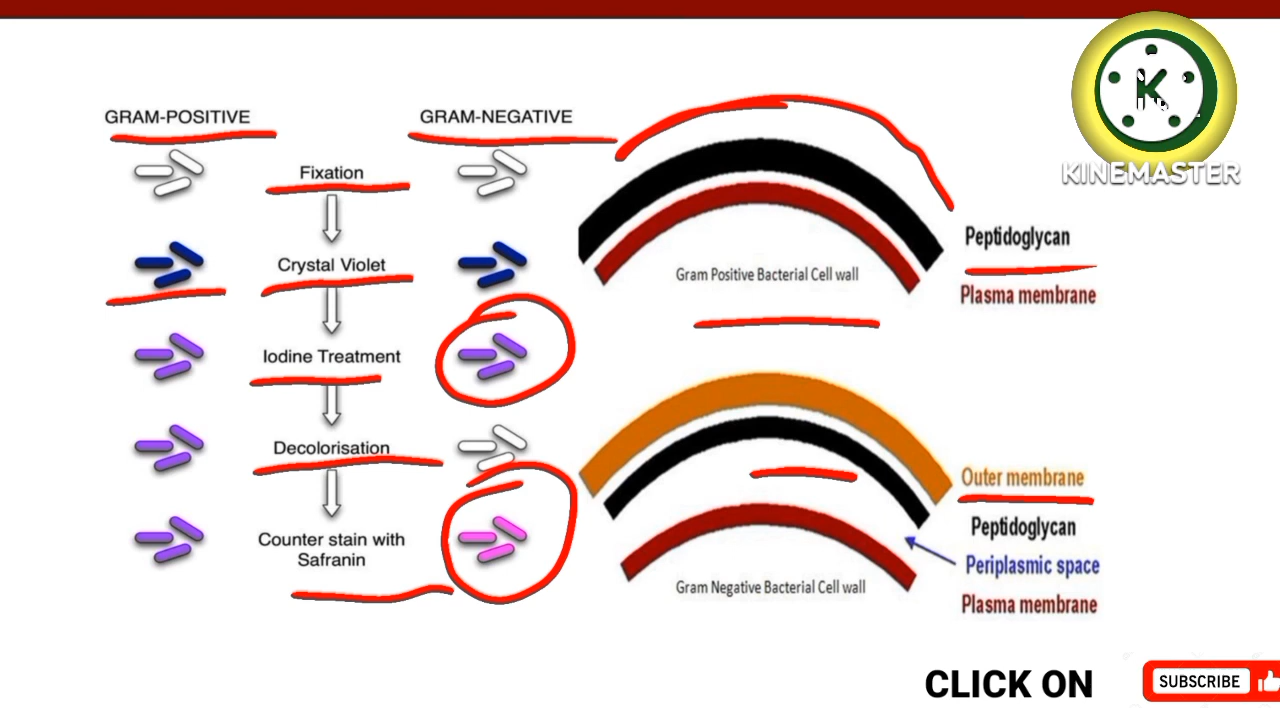 GRAM-POSITIVE
GRAM-NEGATIVE
Fixation
Crystal Violet
Iodine Treatment
Decolorisation
Counter stain with
Safranin
Peptidoglycan
Gram Positive Bacterial Cell wall
Plasma membrane
Outer membrane
Peptidoglycan
Periplasmic space
Gram Negative Bacterial Cell wall
Plasma membrane
K
KINEMASTER
CLICK ON
SUBSCRIBE